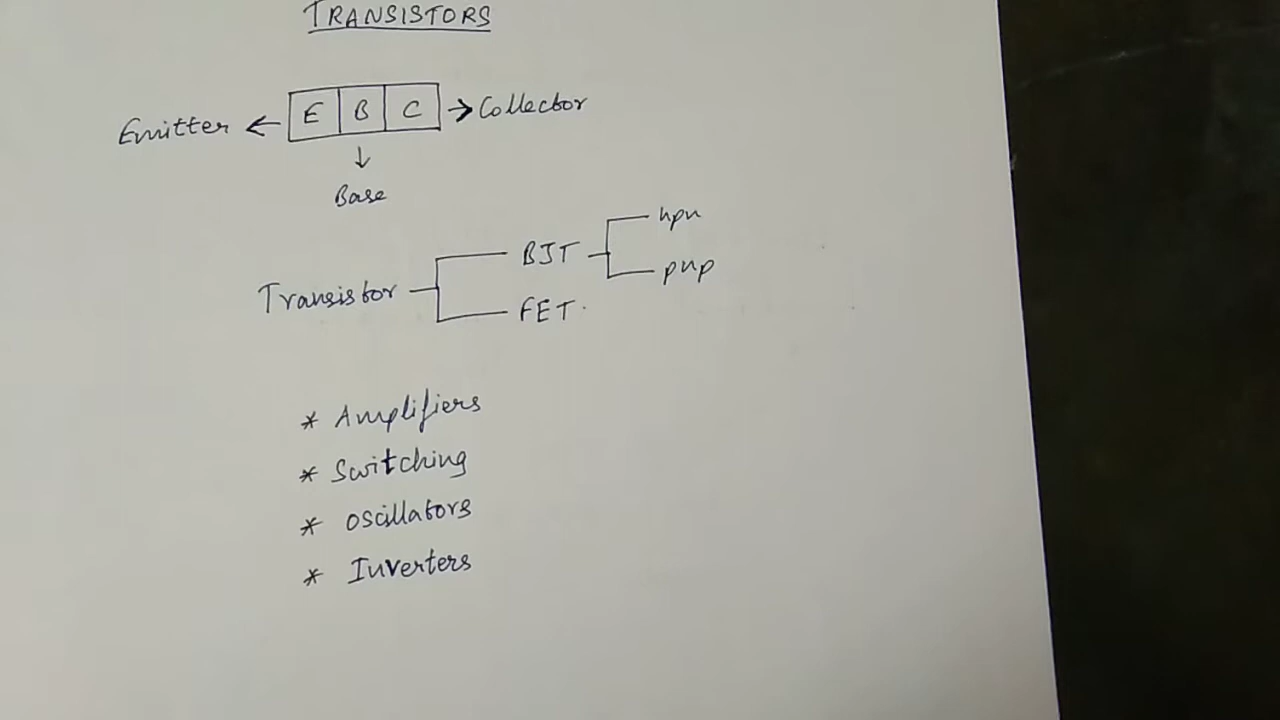 TRANSISTORS
Emitter ← E B C → Collector
↓
Base
npn
BJT
pnp
Transistor
FET
* Amplifiers
* Switching
* oscillators
* Inverters